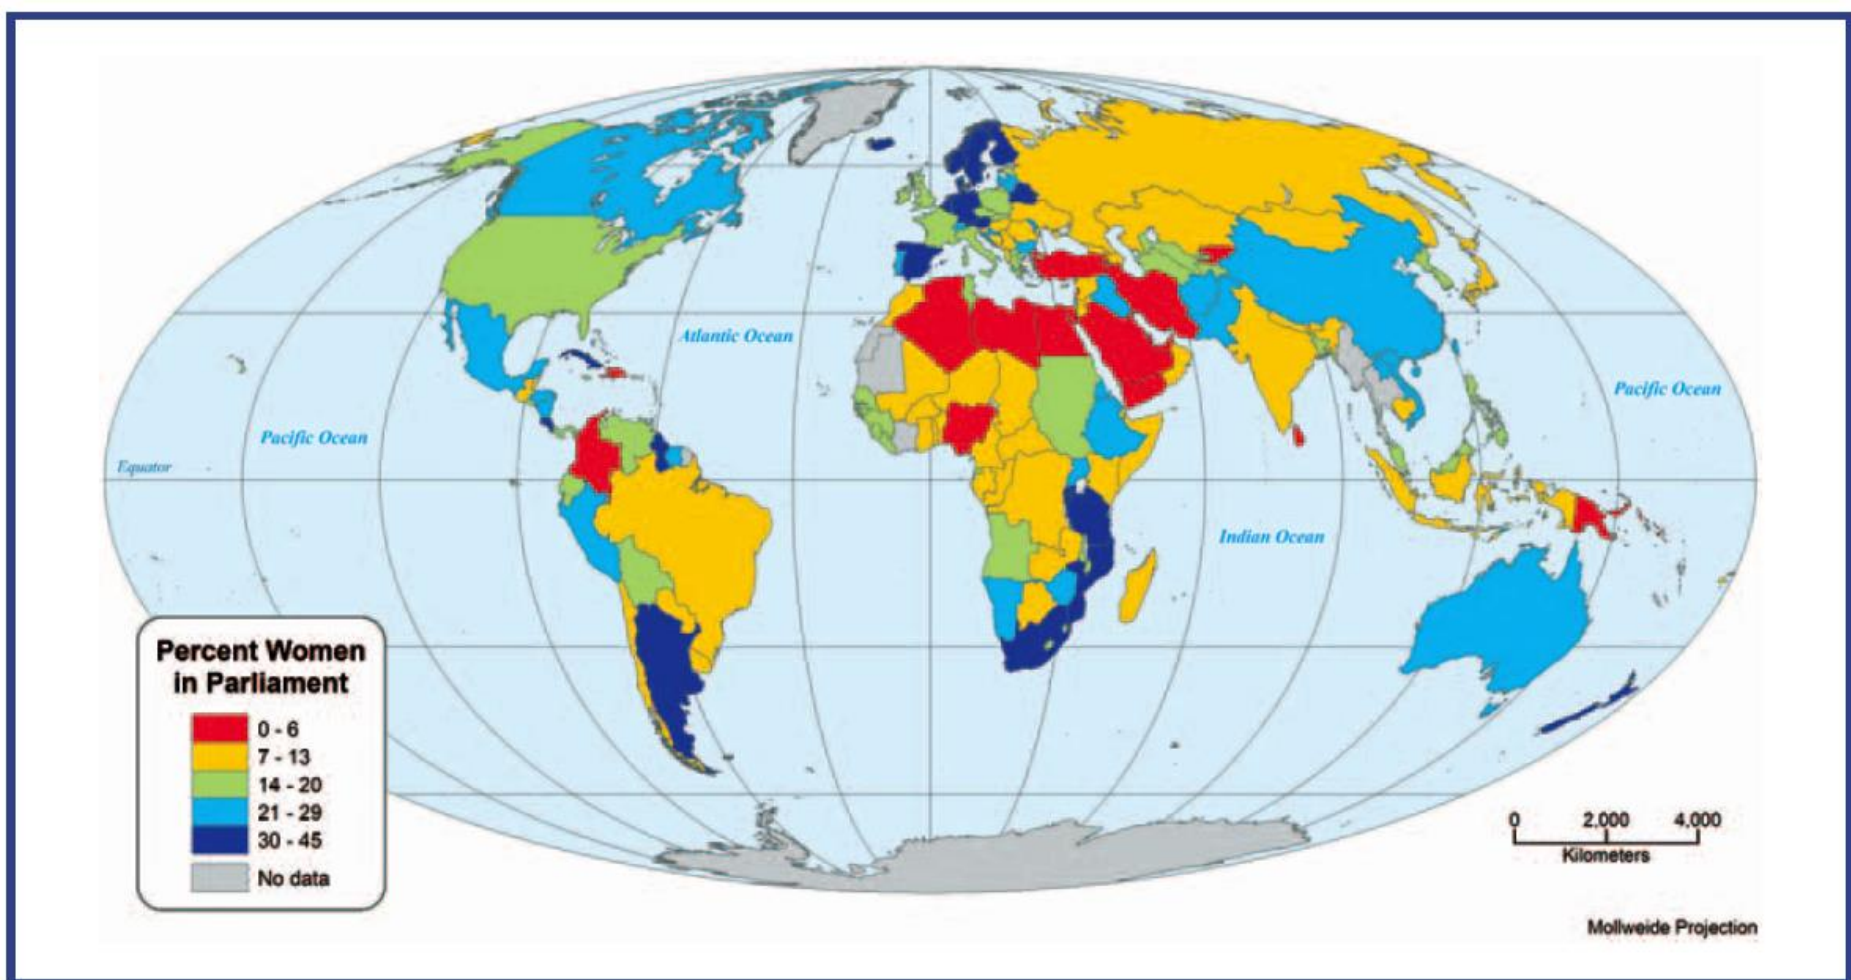 Atlantic Ocean
Pacific Ocean
Pacific Ocean
Equator
Indian Ocean
Percent Women
in Parliament
0 - 6
7 - 13
14 - 20
21 - 29
30 - 45
No data
0 2,000 4,000
Kilometers
Mollweide Projection